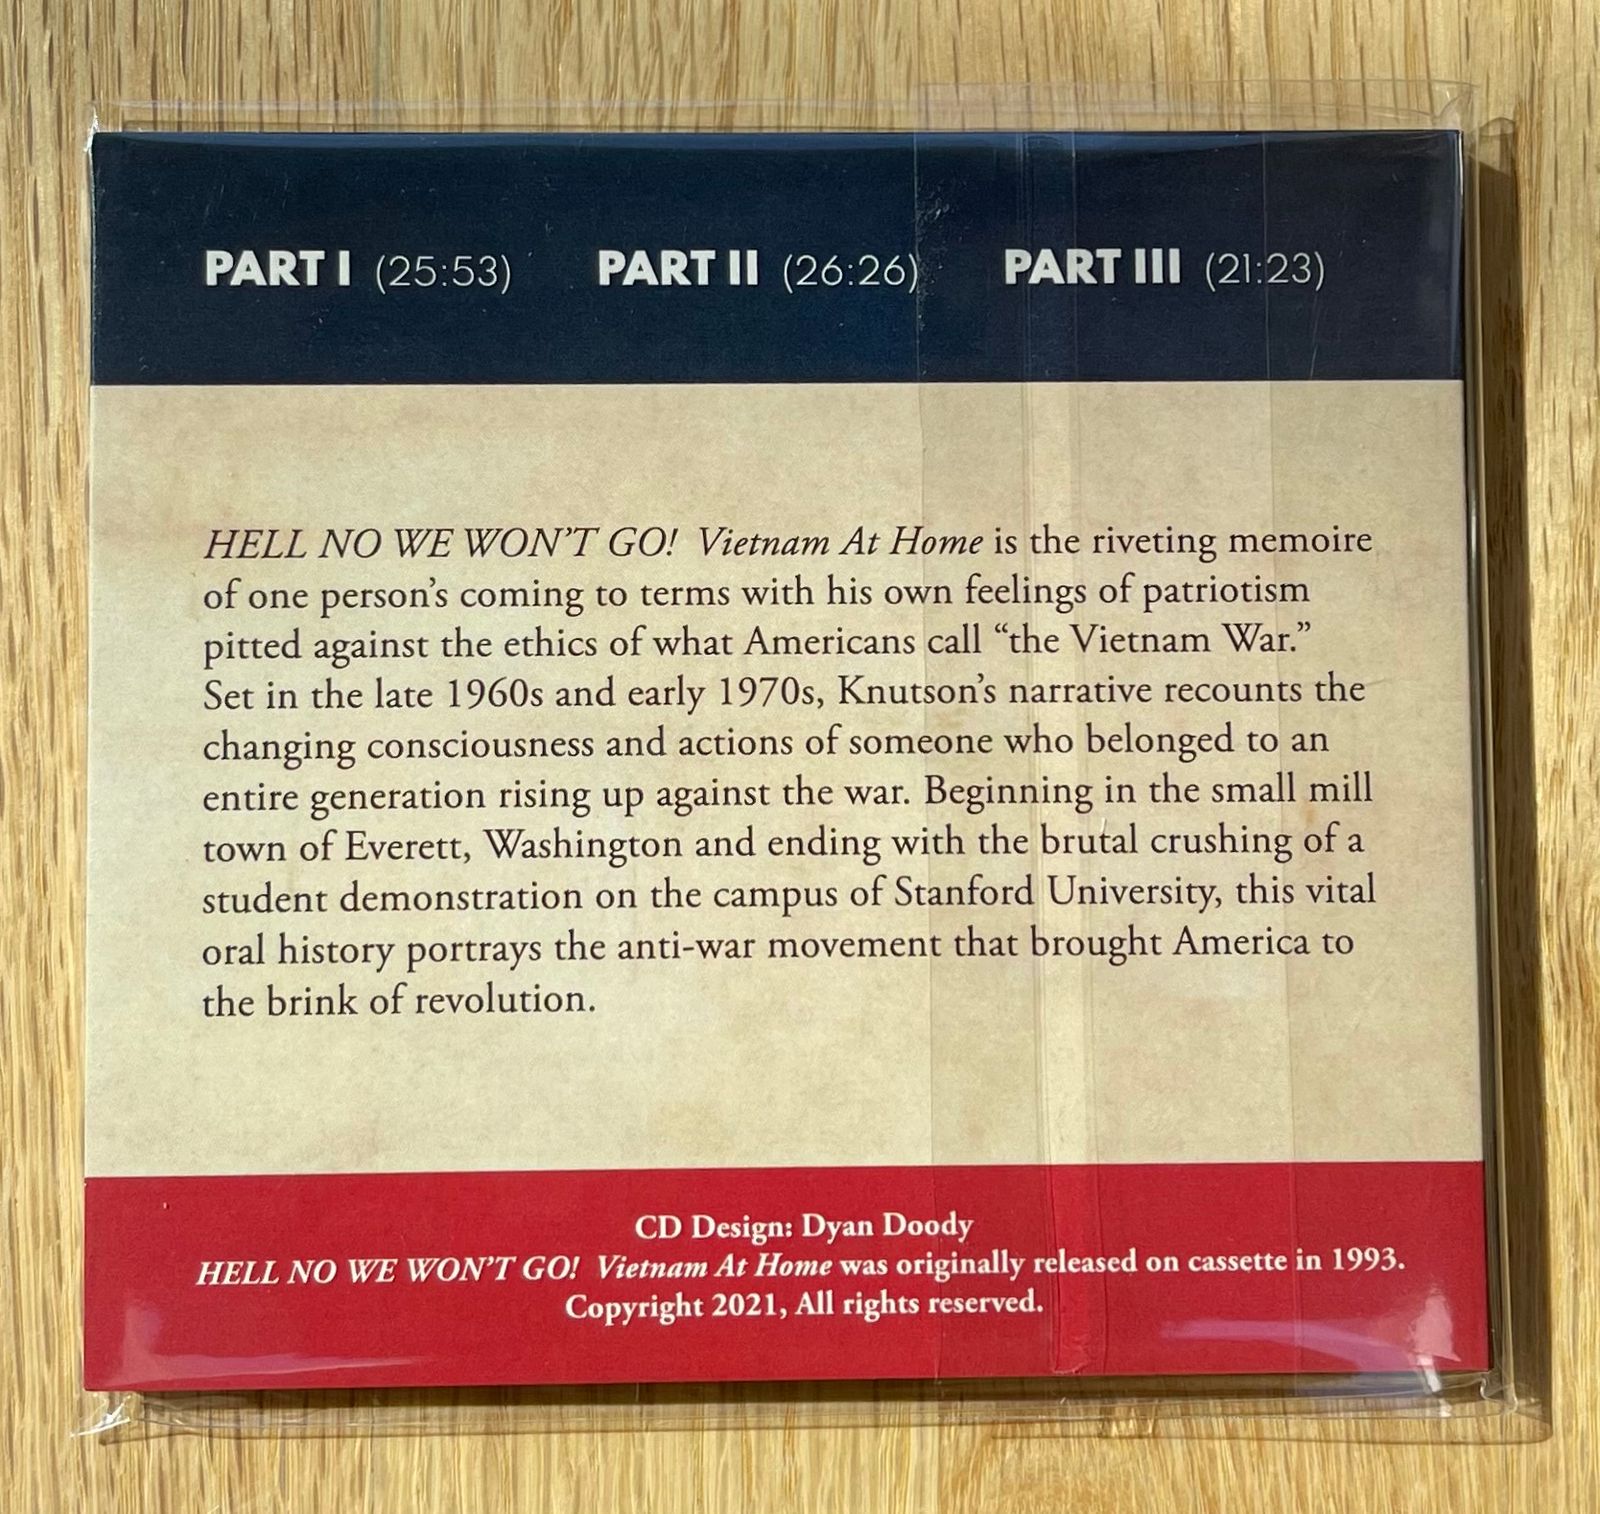 PART I (25:53) PART II (26:26) PART III (21:23)
HELL NO WE WON’T GO! Vietnam At Home is the riveting memoire
of one person’s coming to terms with his own feelings of patriotism
pitted against the ethics of what Americans call “the Vietnam War.”
Set in the late 1960s and early 1970s, Knutson’s narrative recounts the
changing consciousness and actions of someone who belonged to an
entire generation rising up against the war. Beginning in the small mill
town of Everett, Washington and ending with the brutal crushing of a
student demonstration on the campus of Stanford University, this vital
oral history portrays the anti-war movement that brought America to
the brink of revolution.
CD Design: Dyan Doody
HELL NO WE WON’T GO! Vietnam At Home was originally released on cassette in 1993.
Copyright 2021, All rights reserved.